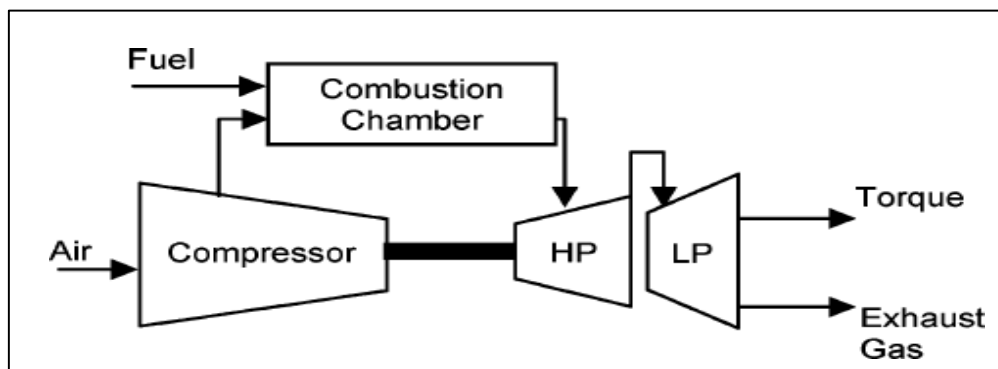 Fuel
Combustion
Chamber
Air
Compressor
HP
LP
Torque
Exhaust
Gas